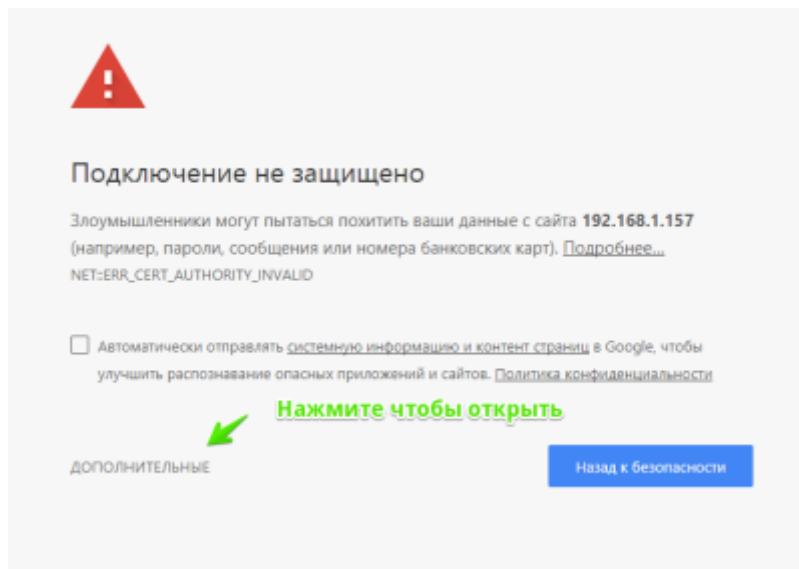 Подключение не защищено
Злоумышленники могут пытаться похитить ваши данные с сайта 192.168.1.157
(например, пароли, сообщения или номера банковских карт). Подробнее...
NET::ERR_CERT_AUTHORITY_INVALID
Автоматически отправлять системную информацию и контент страниц в Google, чтобы
улучшить распознавание опасных приложений и сайтов. Политика конфиденциальности
Нажмите чтобы открыть
ДОПОЛНИТЕЛЬНЫЕ
Назад к безопасности